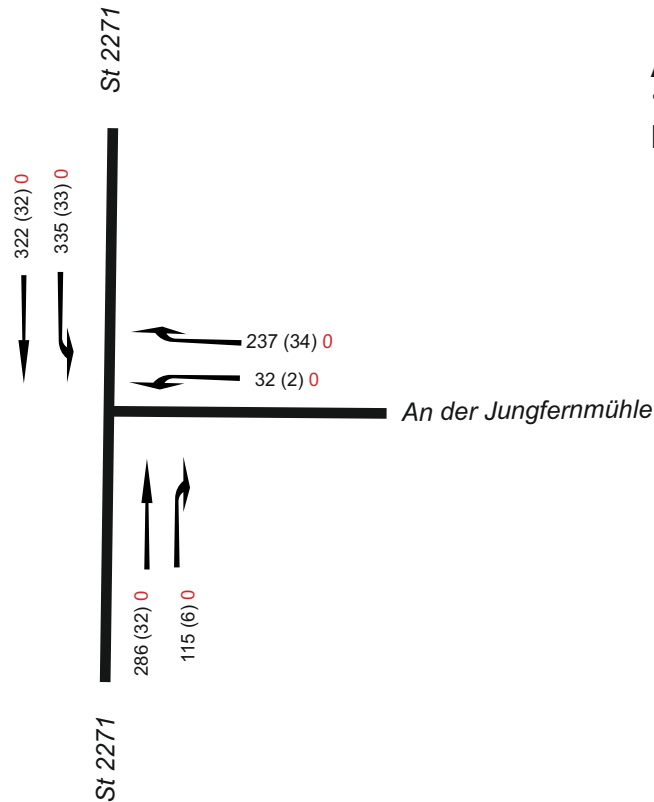 St 2271
322 (32) 0
335 (33) 0
237 (34) 0
32 (2) 0
An der Jungfernmühle
286 (32) 0
115 (6) 0
St 2271